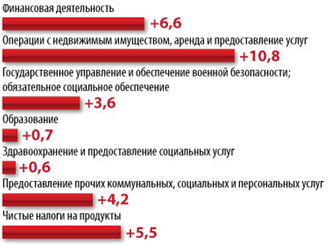 Финансовая деятельность
+6,6
Операции с недвижимым имуществом, аренда и предоставление услуг
+10,8
Государственное управление и обеспечение военной безопасности;
обязательное социальное обеспечение
+3,6
Образование
+0,7
Здравоохранение и предоставление социальных услуг
+0,6
Предоставление прочих коммунальных, социальных и персональных услуг
+4,2
Чистые налоги на продукты
+5,5